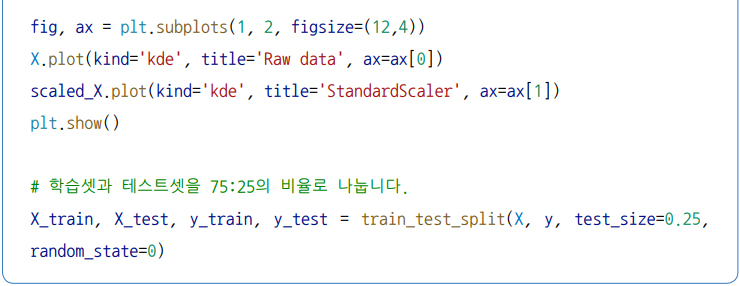 fig, ax = plt.subplots(1, 2, figsize=(12,4))
X.plot(kind='kde', title='Raw data', ax=ax[0])
scaled_X.plot(kind='kde', title='StandardScaler', ax=ax[1])
plt.show()
# 학습셋과 테스트셋을 75:25의 비율로 나눕니다.
X_train, X_test, y_train, y_test = train_test_split(X, y, test_size=0.25,
random_state=0)